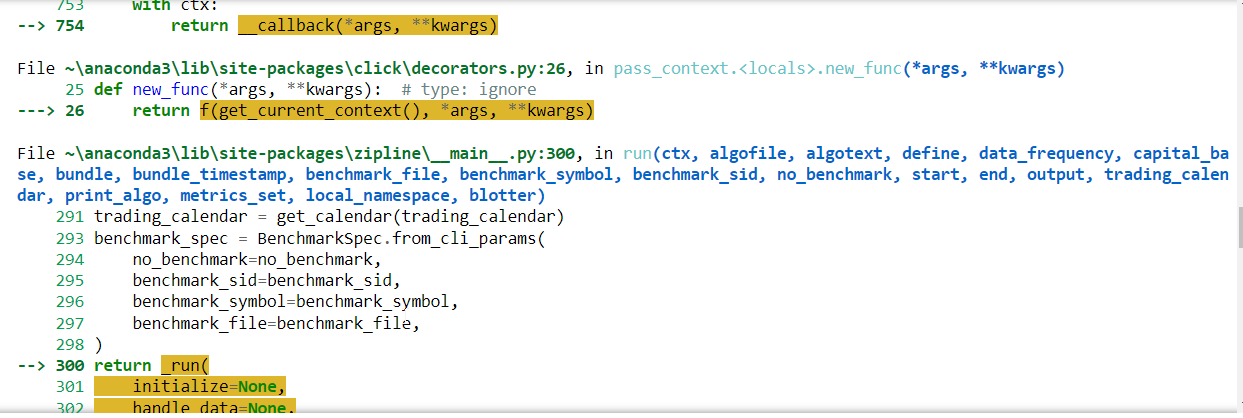 753     with ctx:
--> 754         return __callback(*args, **kwargs)
File ~\anaconda3\lib\site-packages\click\decorators.py:26, in pass_context.<locals>.new_func(*args, **kwargs)
     25 def new_func(*args, **kwargs):  # type: ignore
---> 26     return f(get_current_context(), *args, **kwargs)
File ~\anaconda3\lib\site-packages\zipline\__main__.py:300, in run(ctx, algofile, algotext, define, data_frequency, capital_ba
se, bundle, bundle_timestamp, benchmark_file, benchmark_symbol, benchmark_sid, no_benchmark, start, end, output, trading_calen
dar, print_algo, metrics_set, local_namespace, blotter)
    291 trading_calendar = get_calendar(trading_calendar)
    293 benchmark_spec = BenchmarkSpec.from_cli_params(
    294     no_benchmark=no_benchmark,
    295     benchmark_sid=benchmark_sid,
    296     benchmark_symbol=benchmark_symbol,
    297     benchmark_file=benchmark_file,
    298 )
--> 300 return _run(
    301     initialize=None,
    302     handle_data=None,